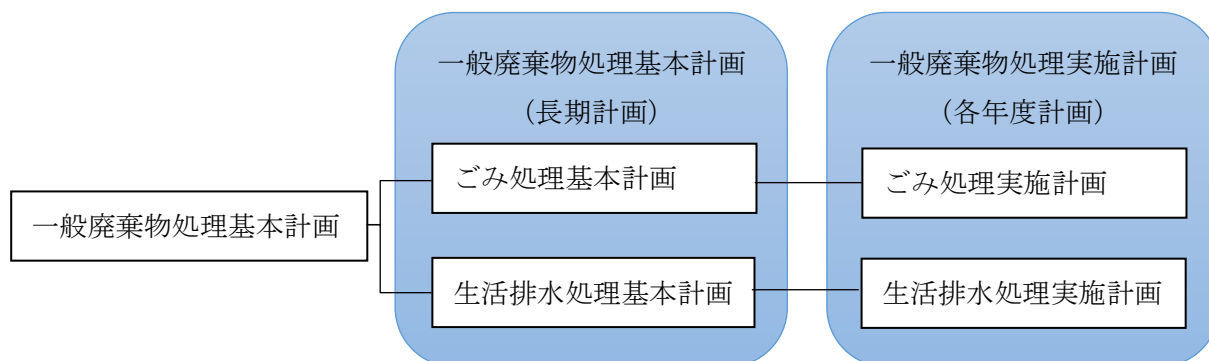 一般廃棄物処理基本計画
一般廃棄物処理基本計画
（長期計画）
ごみ処理基本計画
生活排水処理基本計画
一般廃棄物処理実施計画
（各年度計画）
ごみ処理実施計画
生活排水処理実施計画